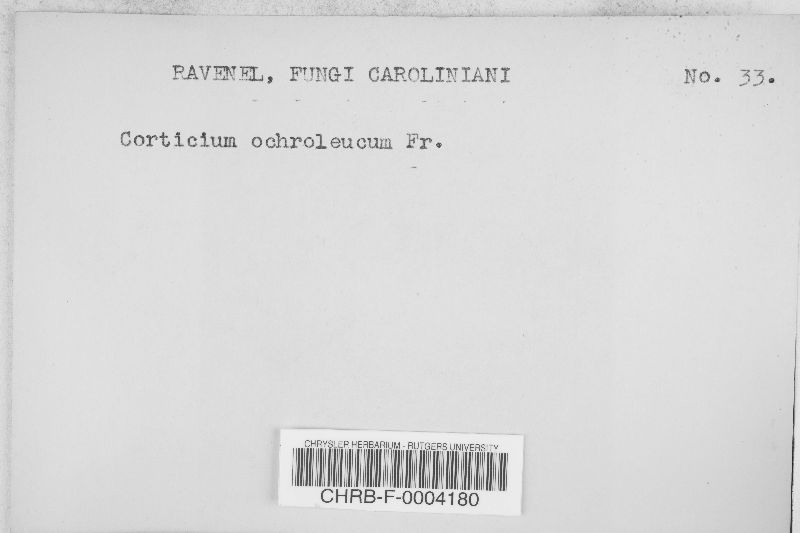 RAVENEL, FUNGI CAROLINIANI No. 33.
Corticium ochroleucum Fr.
CHRYSLER HERBARIUM - RUTGERS UNIVERSITY
CHRB-F-0004180